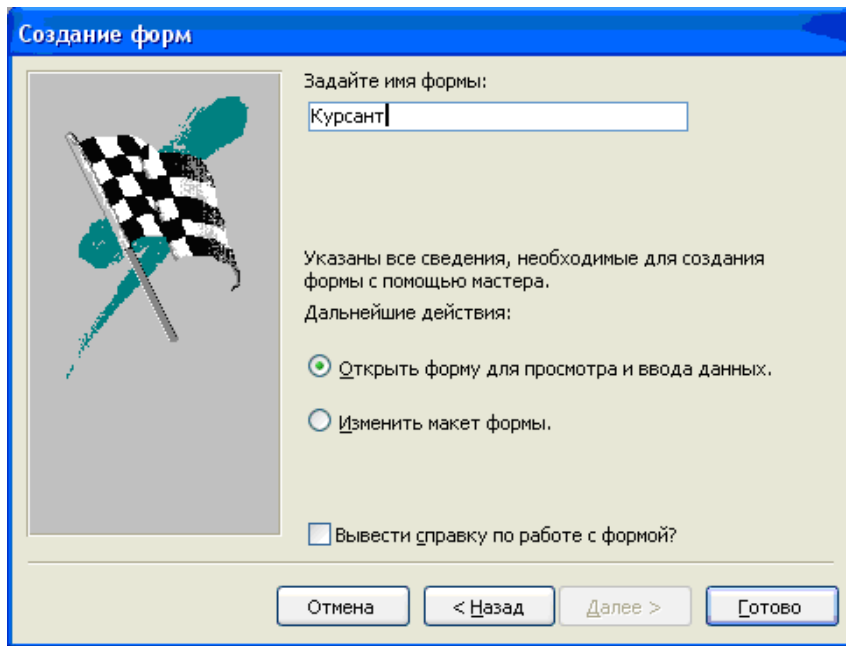 Создание форм
Задайте имя формы:
Курсант
Указаны все сведения, необходимые для создания
формы с помощью мастера.
Дальнейшие действия:
Открыть форму для просмотра и ввода данных.
Изменить макет формы.
Вывести справку по работе с формой?
Отмена
< Назад
Далее >
Готово